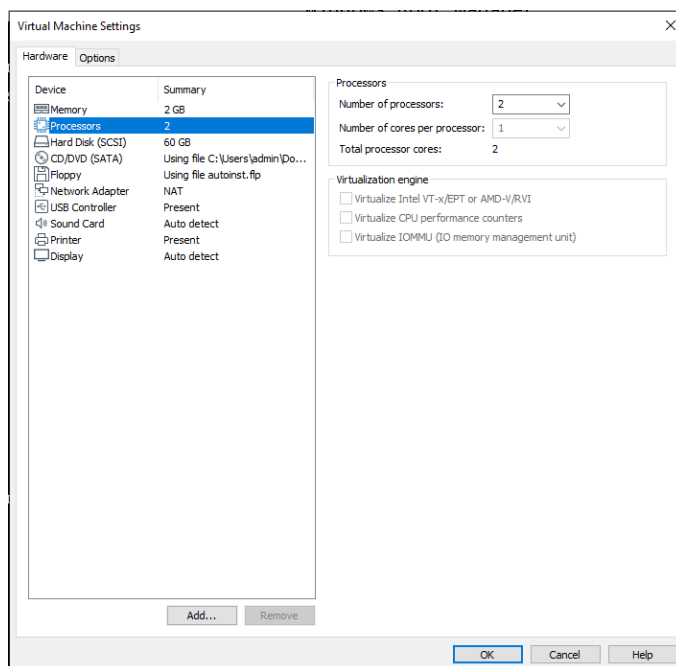 Virtual Machine Settings
Hardware Options
Device Summary
Memory 2 GB
Processors 2
Hard Disk (SCSI) 60 GB
CD/DVD (SATA) Using file C:\Users\admin\Do...
Floppy Using file autoinst.flp
Network Adapter NAT
USB Controller Present
Sound Card Auto detect
Printer Present
Display Auto detect
Add... Remove
Processors
Number of processors: 2
Number of cores per processor: 1
Total processor cores: 2
Virtualization engine
Virtualize Intel VT-x/EPT or AMD-V/RVI
Virtualize CPU performance counters
Virtualize IOMMU (IO memory management unit)
OK Cancel Help